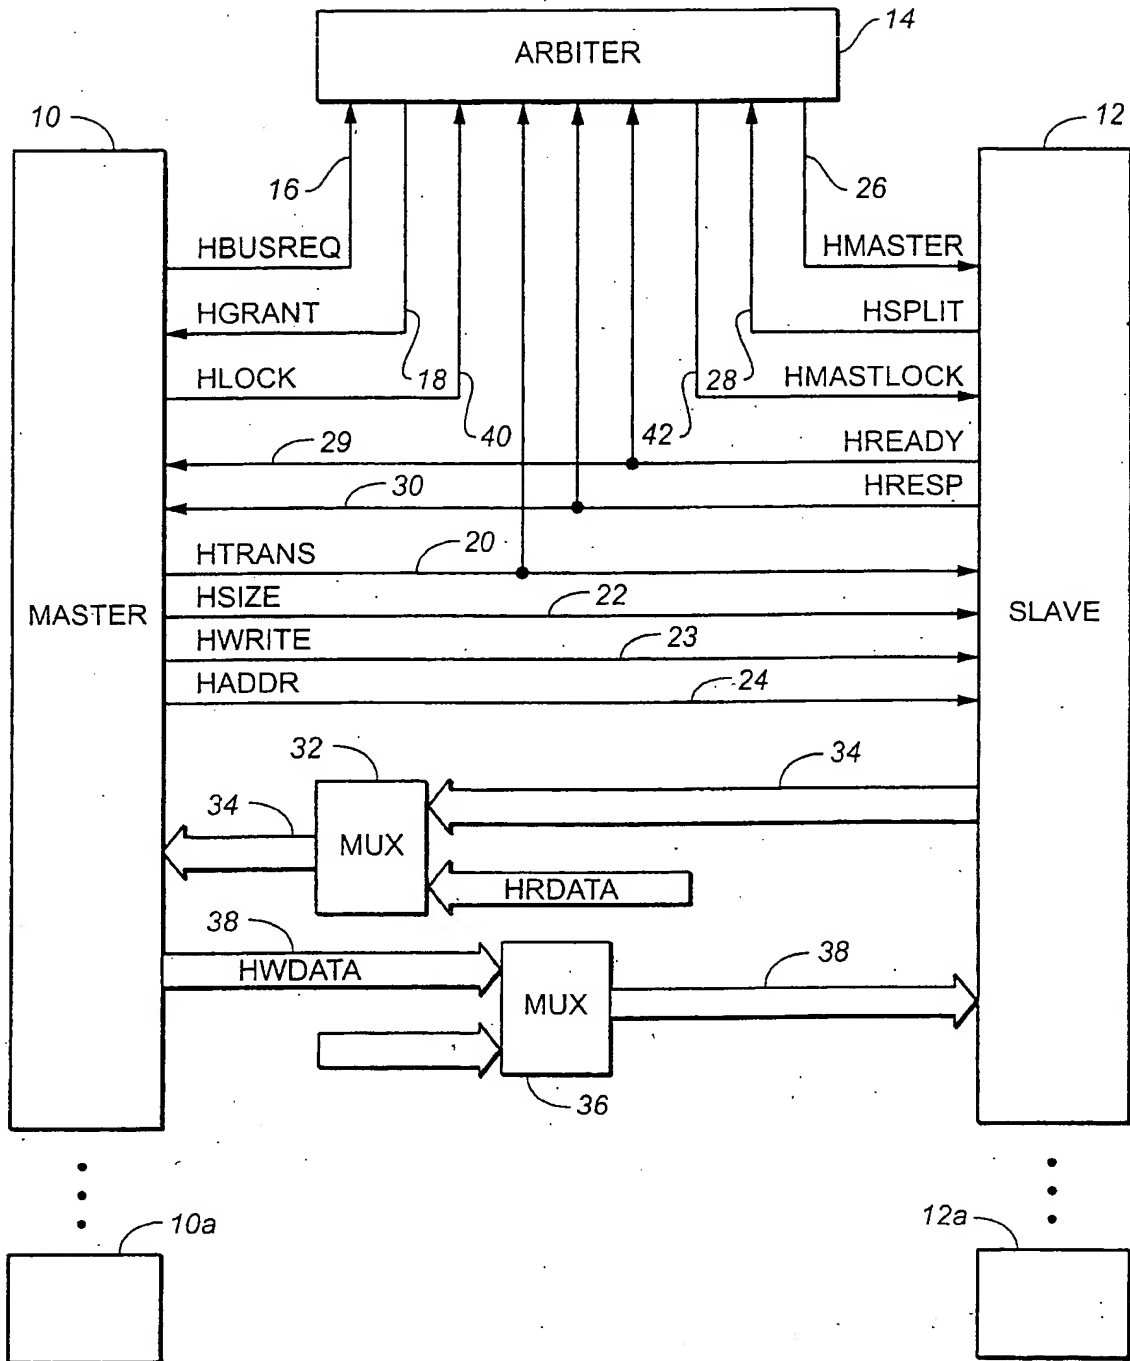 14
ARBITER
10
12
16
26
HBUSREQ
HMASTER
HGRANT
HSPLIT
18
28
HLOCK
HMASTLOCK
40
42
29
HREADY
30
HRESP
HTRANS
20
HSIZE
22
MASTER
SLAVE
HWRITE
23
HADDR
24
32
34
34
MUX
HRDATA
38
HWDATA
38
MUX
36
10a
12a